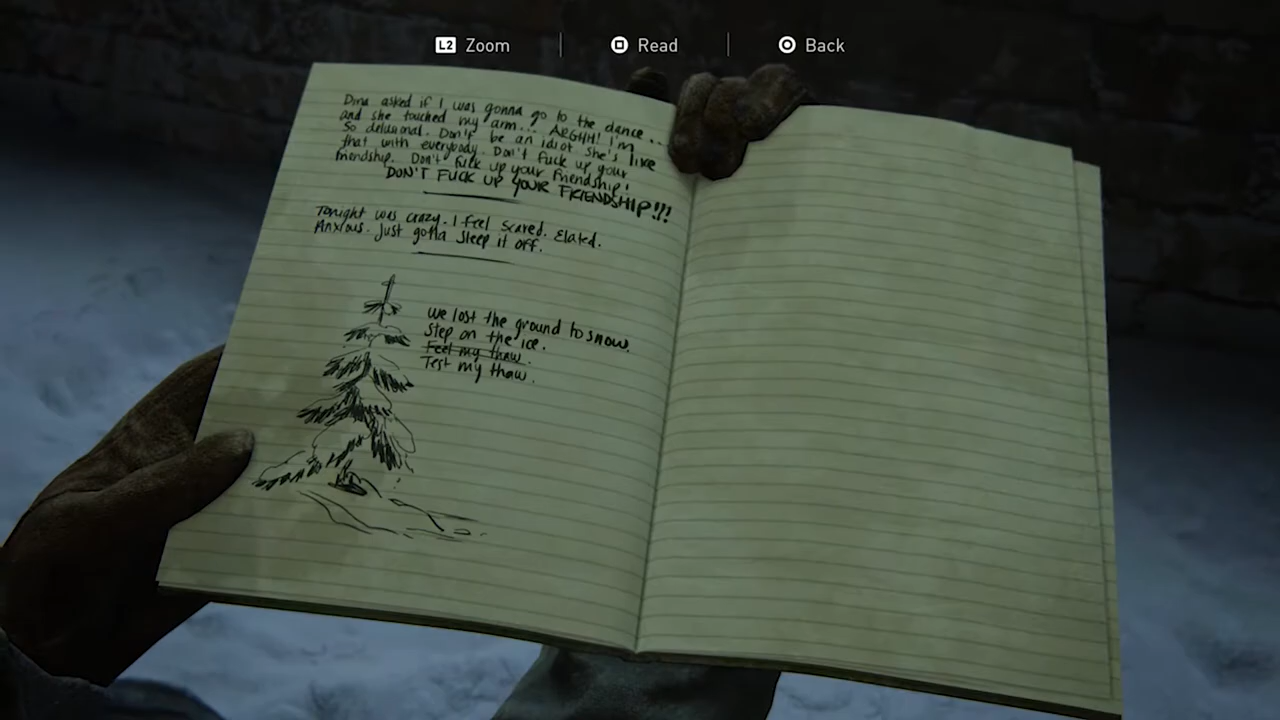 L2 Zoom | Read | Back
Dina asked if I was gonna go to the dance...
and she touched my arm... ARGHH! I'm
so delusional. Don't be an idiot. She's like
that with everybody. Don't fuck up your
friendship. Don't fuck up your friendship!
DON'T FUCK UP YOUR FRIENDSHIP!!!
Tonight was crazy. I feel scared. Elated.
Anxious. Just gotta sleep it off.
We lost the ground to snow.
Step on the ice.
Feel my thaw.
Test my thaw.